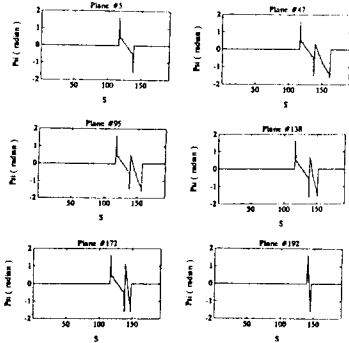 Plane #5
2
1
0
-1
-2
Psi ( radian )
50 100 150
S
Plane #47
2
1
0
-1
-2
Psi ( radian )
50 100 150
S
Plane #95
2
1
0
-1
-2
Psi ( radian )
50 100 150
S
Plane #138
2
1
0
-1
-2
Psi ( radian )
50 100 150
S
Plane #172
2
1
0
-1
-2
Psi ( radian )
50 100 150
S
Plane #192
2
1
0
-1
-2
Psi ( radian )
50 100 150
S